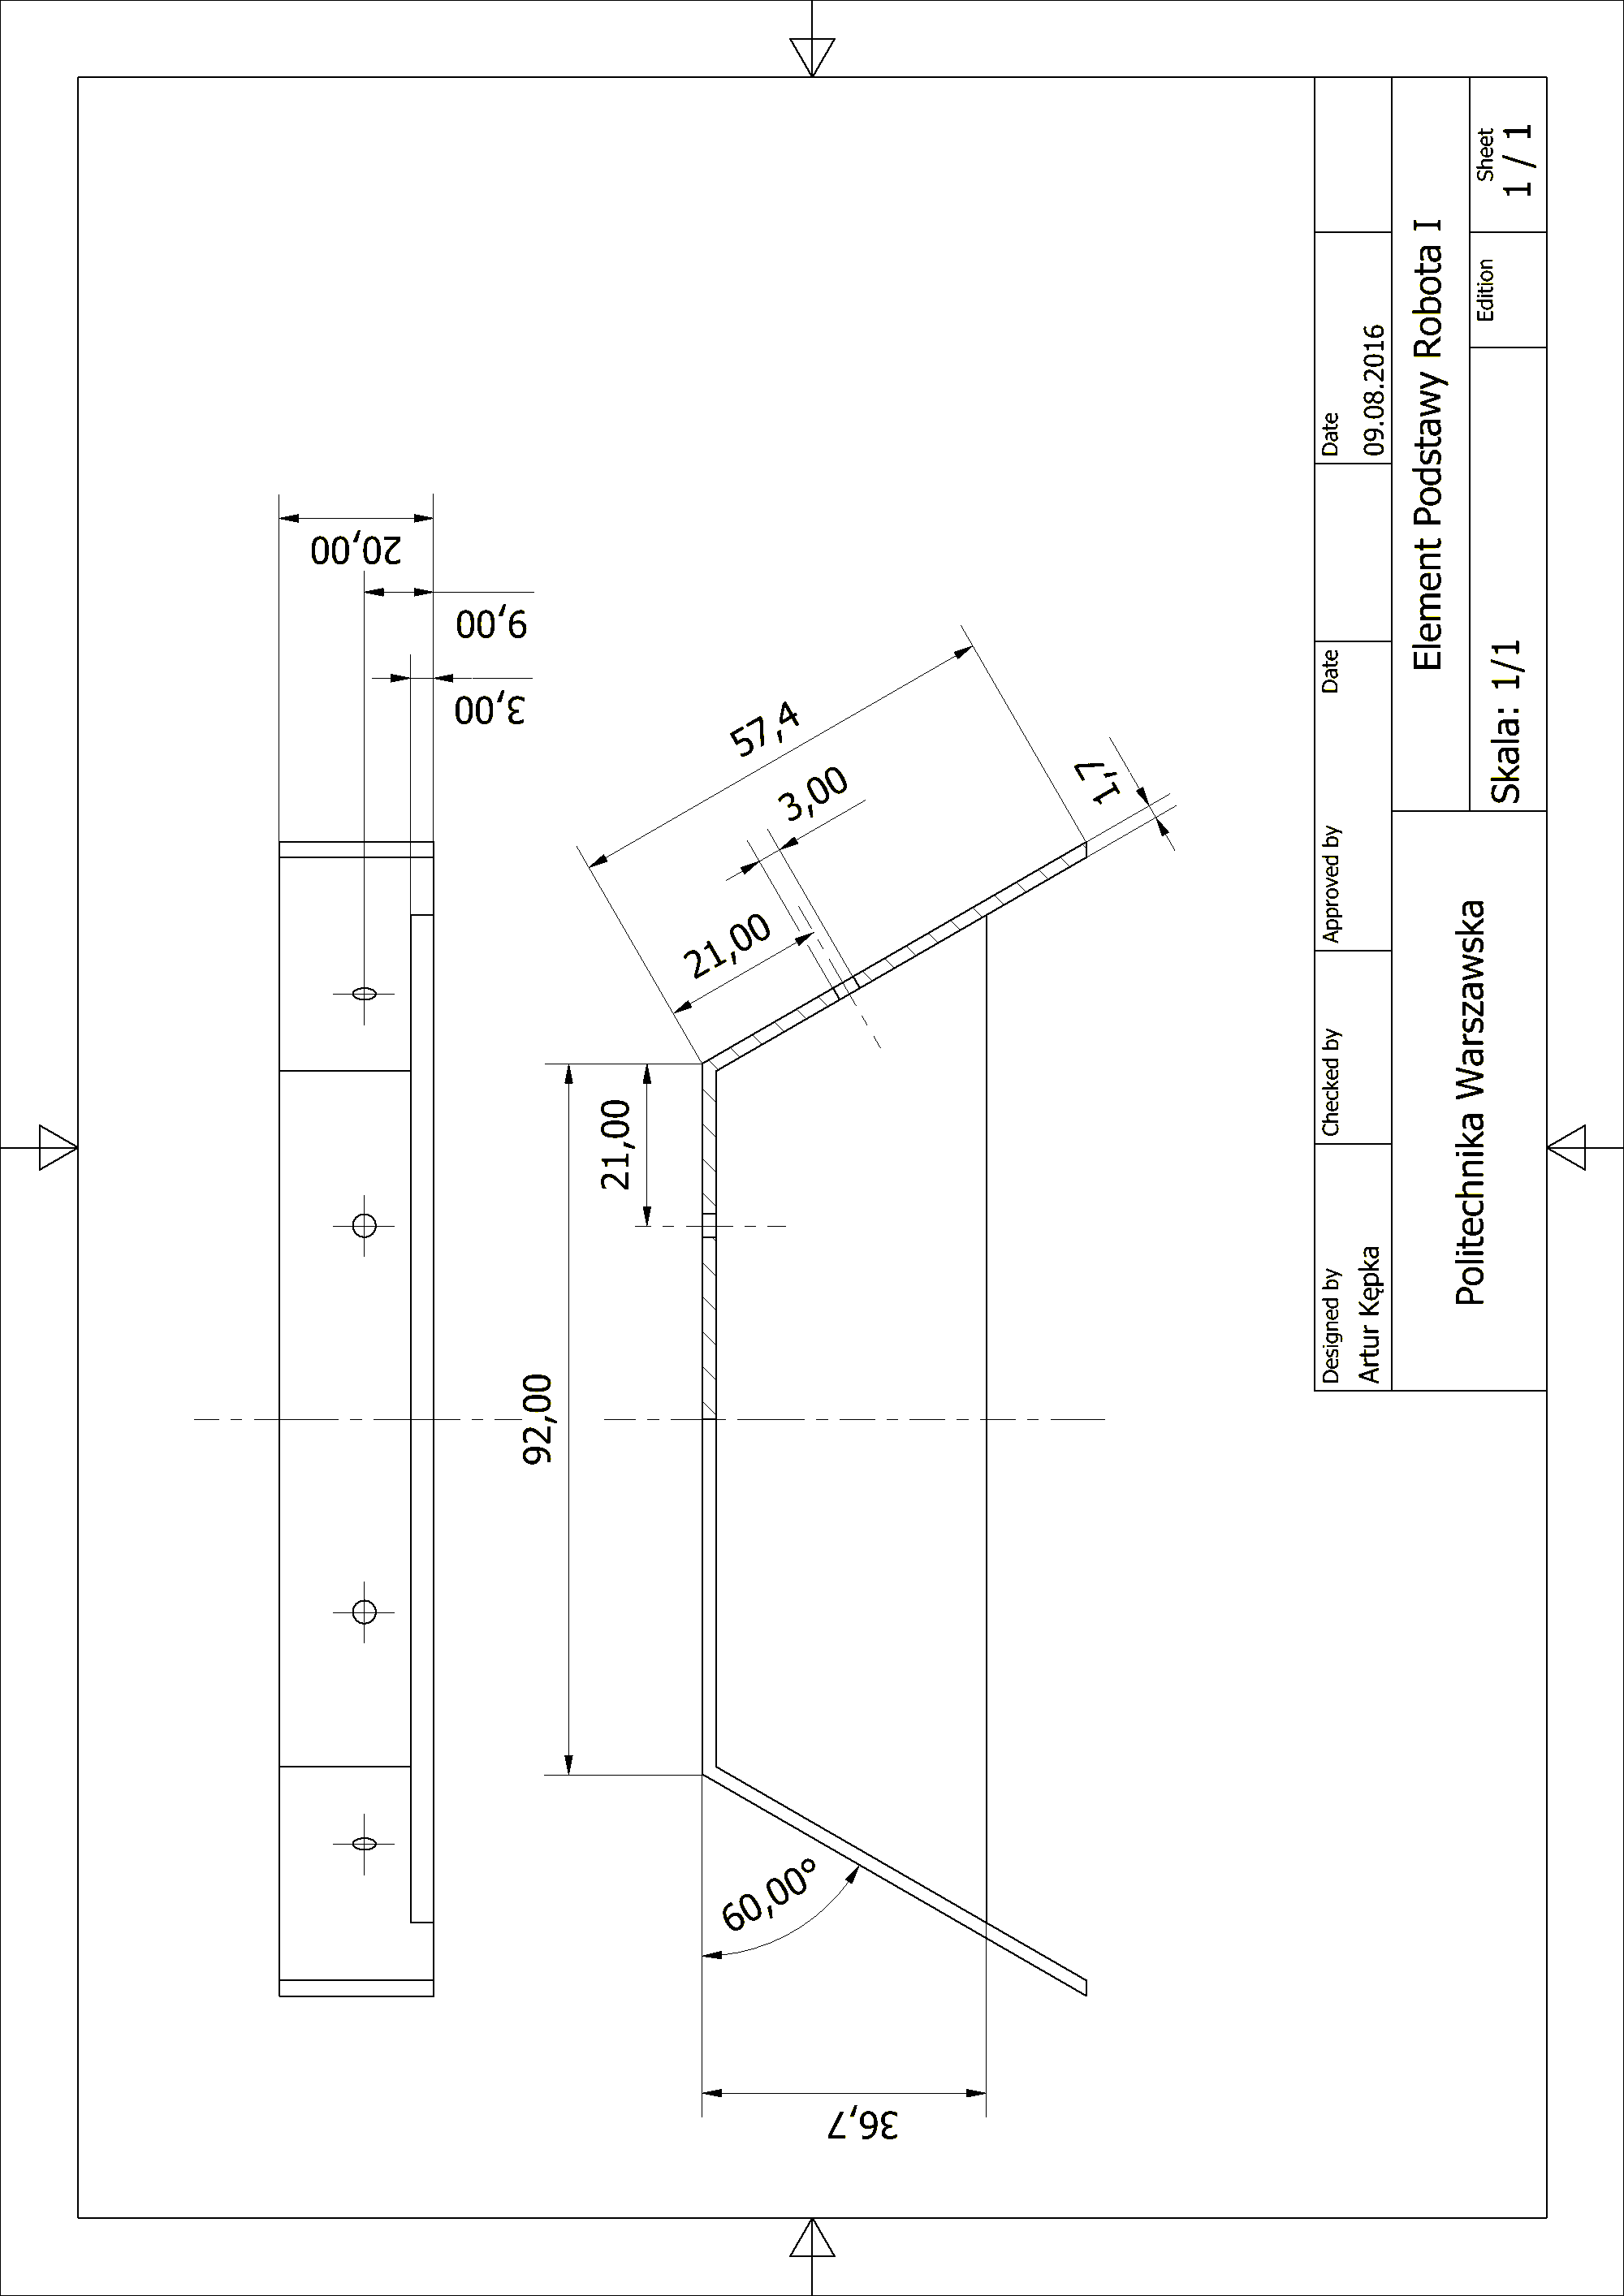 20,00
9,00
3,00
57,4
3,00
21,00
1,7
92,00
21,00
60,00°
36,7
Designed by
Artur Kępka
Checked by
Approved by
Date
Date
09.08.2016
Politechnika Warszawska
Element Podstawy Robota I
Skala: 1/1
Edition
Sheet
1 / 1